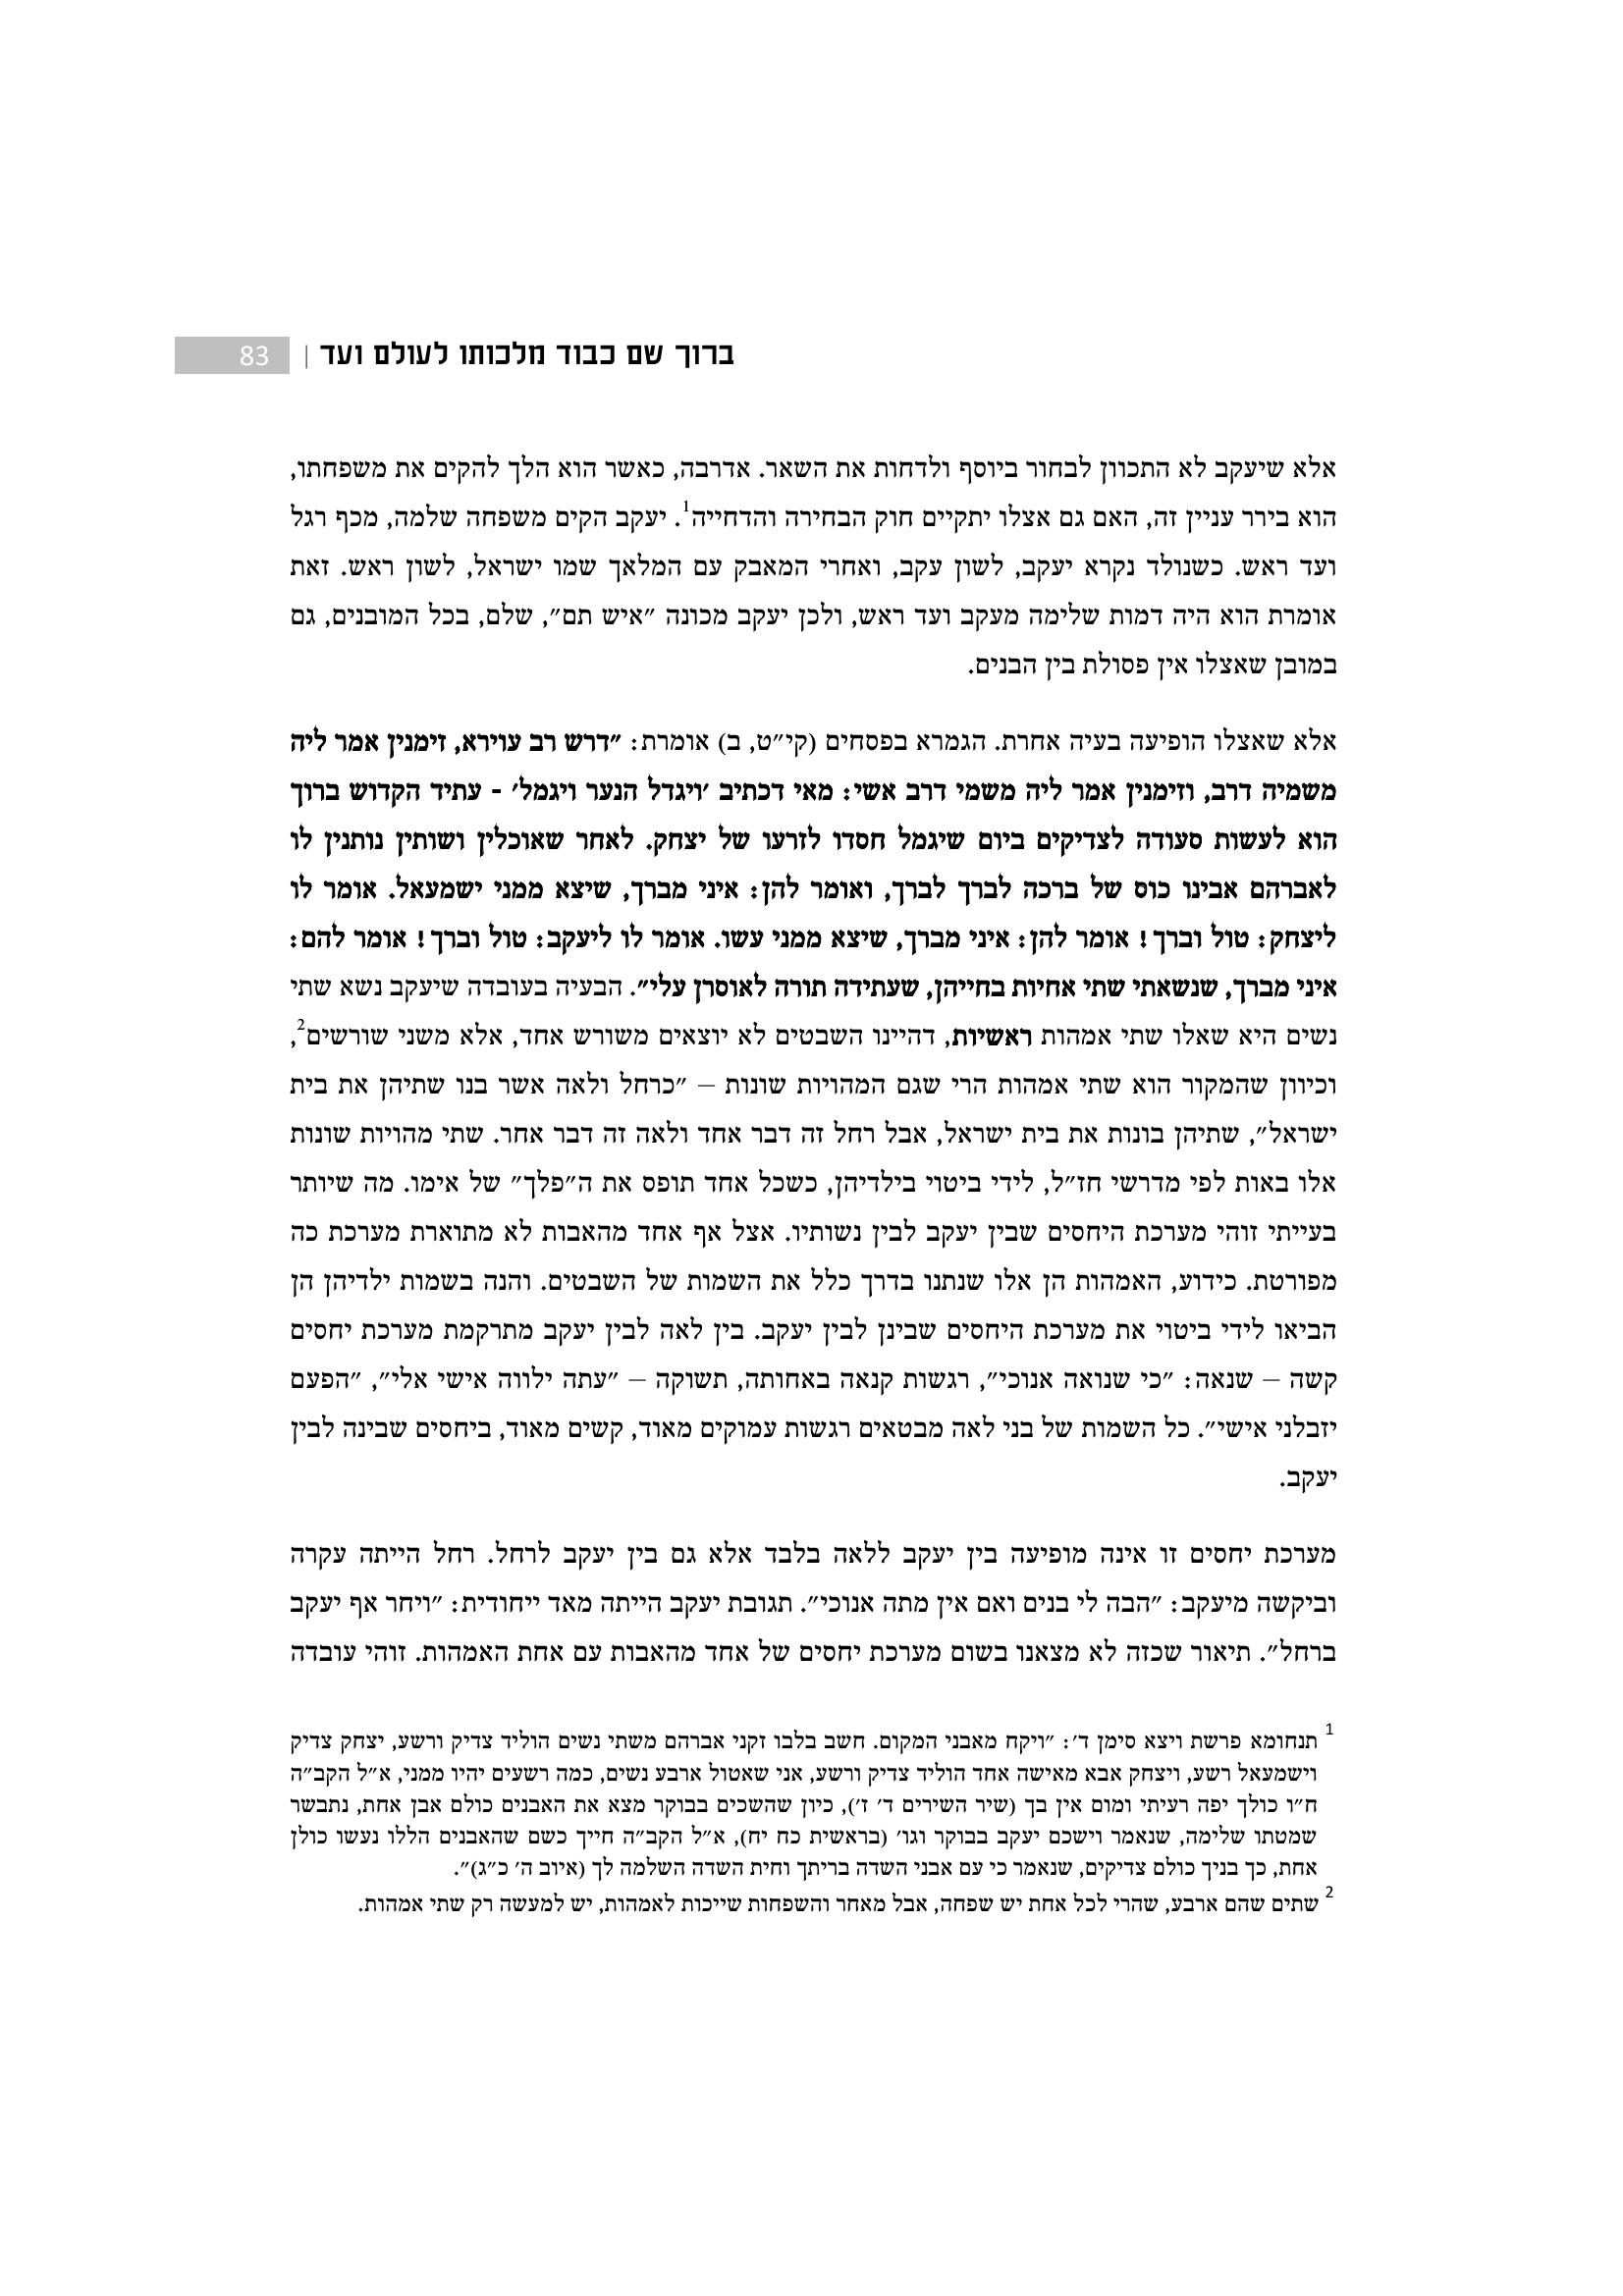 ברוך שם כבוד מלכותו לעולם ועד | 83
אלא שיעקב לא התכוון לבחור ביוסף ולדחות את השאר. אדרבה, כאשר הוא הלך להקים את משפחתו,
הוא בירר עניין זה, האם גם אצלו יתקיים חוק הבחירה והדחייה1. יעקב הקים משפחה שלמה, מכף רגל
ועד ראש. כשנולד נקרא יעקב, לשון עקב, ואחרי המאבק עם המלאך שמו ישראל, לשון ראש. זאת
אומרת הוא היה דמות שלימה מעקב ועד ראש, ולכן יעקב מכונה "איש תם", שלם, בכל המובנים, גם
במובן שאצלו אין פסולת בין הבנים.
אלא שאצלו הופיעה בעיה אחרת. הגמרא בפסחים (קי"ט, ב) אומרת: "דרש רב עוירא, זימנין אמר ליה
משמיה דרב, וזימנין אמר ליה משמי דרב אשי: מאי דכתיב 'ויגדל הנער ויגמל' - עתיד הקדוש ברוך
הוא לעשות סעודה לצדיקים ביום שיגמל חסדו לזרעו של יצחק. לאחר שאוכלין ושותין נותנין לו
לאברהם אבינו כוס של ברכה לברך לברך, ואומר להן: איני מברך, שיצא ממני ישמעאל. אומר לו
ליצחק: טול וברך! אומר להן: איני מברך, שיצא ממני עשו. אומר לו ליעקב: טול וברך! אומר להם:
איני מברך, שנשאתי שתי אחיות בחייהן, שעתידה תורה לאוסרן עלי". הבעיה בעובדה שיעקב נשא שתי
נשים היא שאלו שתי אמהות ראשיות, דהיינו השבטים לא יוצאים משורש אחד, אלא משני שורשים2,
וכיוון שהמקור הוא שתי אמהות הרי שגם המהויות שונות – "כרחל ולאה אשר בנו שתיהן את בית
ישראל", שתיהן בונות את בית ישראל, אבל רחל זה דבר אחד ולאה זה דבר אחר. שתי מהויות שונות
אלו באות לפי מדרשי חז"ל, לידי ביטוי בילדיהן, כשכל אחד תופס את ה"פלך" של אימו. מה שיותר
בעייתי זוהי מערכת היחסים שבין יעקב לבין נשותיו. אצל אף אחד מהאבות לא מתוארת מערכת כה
מפורטת. כידוע, האמהות הן אלו שנתנו בדרך כלל את השמות של השבטים. והנה בשמות ילדיהן הן
הביאו לידי ביטוי את מערכת היחסים שבינן לבין יעקב. בין לאה לבין יעקב מתרקמת מערכת יחסים
קשה – שנאה: "כי שנואה אנוכי", רגשות קנאה באחותה, תשוקה – "עתה ילווה אישי אלי", "הפעם
יזבלני אישי". כל השמות של בני לאה מבטאים רגשות עמוקים מאוד, קשים מאוד, ביחסים שבינה לבין
יעקב.
מערכת יחסים זו אינה מופיעה בין יעקב ללאה בלבד אלא גם בין יעקב לרחל. רחל הייתה עקרה
וביקשה מיעקב: "הבה לי בנים ואם אין מתה אנוכי". תגובת יעקב הייתה מאד ייחודית: "ויחר אף יעקב
ברחל". תיאור שכזה לא מצאנו בשום מערכת יחסים של אחד מהאבות עם אחת האמהות. זוהי עובדה
1 תנחומא פרשת ויצא סימן ד': "ויקח מאבני המקום. חשב בלבו זקני אברהם משתי נשים הוליד צדיק ורשע, יצחק צדיק
וישמעאל רשע, ויצחק אבא מאישה אחד הוליד צדיק ורשע, אני שאטול ארבע נשים, כמה רשעים יהיו ממני, א"ל הקב"ה
ח"ו כולך יפה רעיתי ומום אין בך (שיר השירים ד' ז'), כיון שהשכים בבוקר מצא את האבנים כולם אבן אחת, נתבשר
שמטתו שלימה, שנאמר וישכם יעקב בבוקר וגו' (בראשית כח יח), א"ל הקב"ה חייך כשם שהאבנים הללו נעשו כולן
אחת, כך בניך כולם צדיקים, שנאמר כי עם אבני השדה בריתך וחית השדה השלמה לך (איוב ה' כ"ג)".
2 שתים שהם ארבע, שהרי לכל אחת יש שפחה, אבל מאחר והשפחות שייכות לאמהות, יש למעשה רק שתי אמהות.